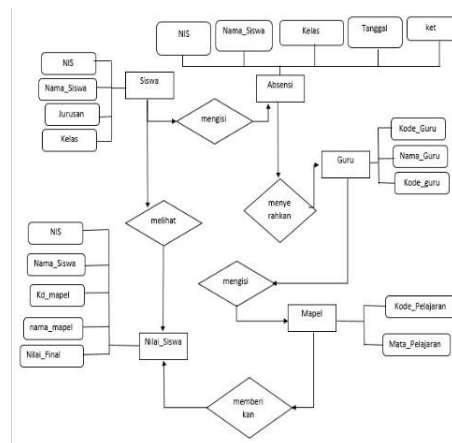 NIS
Nama_Siswa
Kelas
Tanggal
ket
NIS
Nama_Siswa
Jurusan
Kelas
Siswa
Absensi
mengisi
Kode_Guru
Nama_Guru
Kode_guru
Guru
menye
rahkan
melihat
NIS
Nama_Siswa
Kd_mapel
nama_mapel
Nilai_Final
Nilai_Siswa
mengisi
Mapel
Kode_Pelajaran
Mata_Pelajaran
memberi
kan